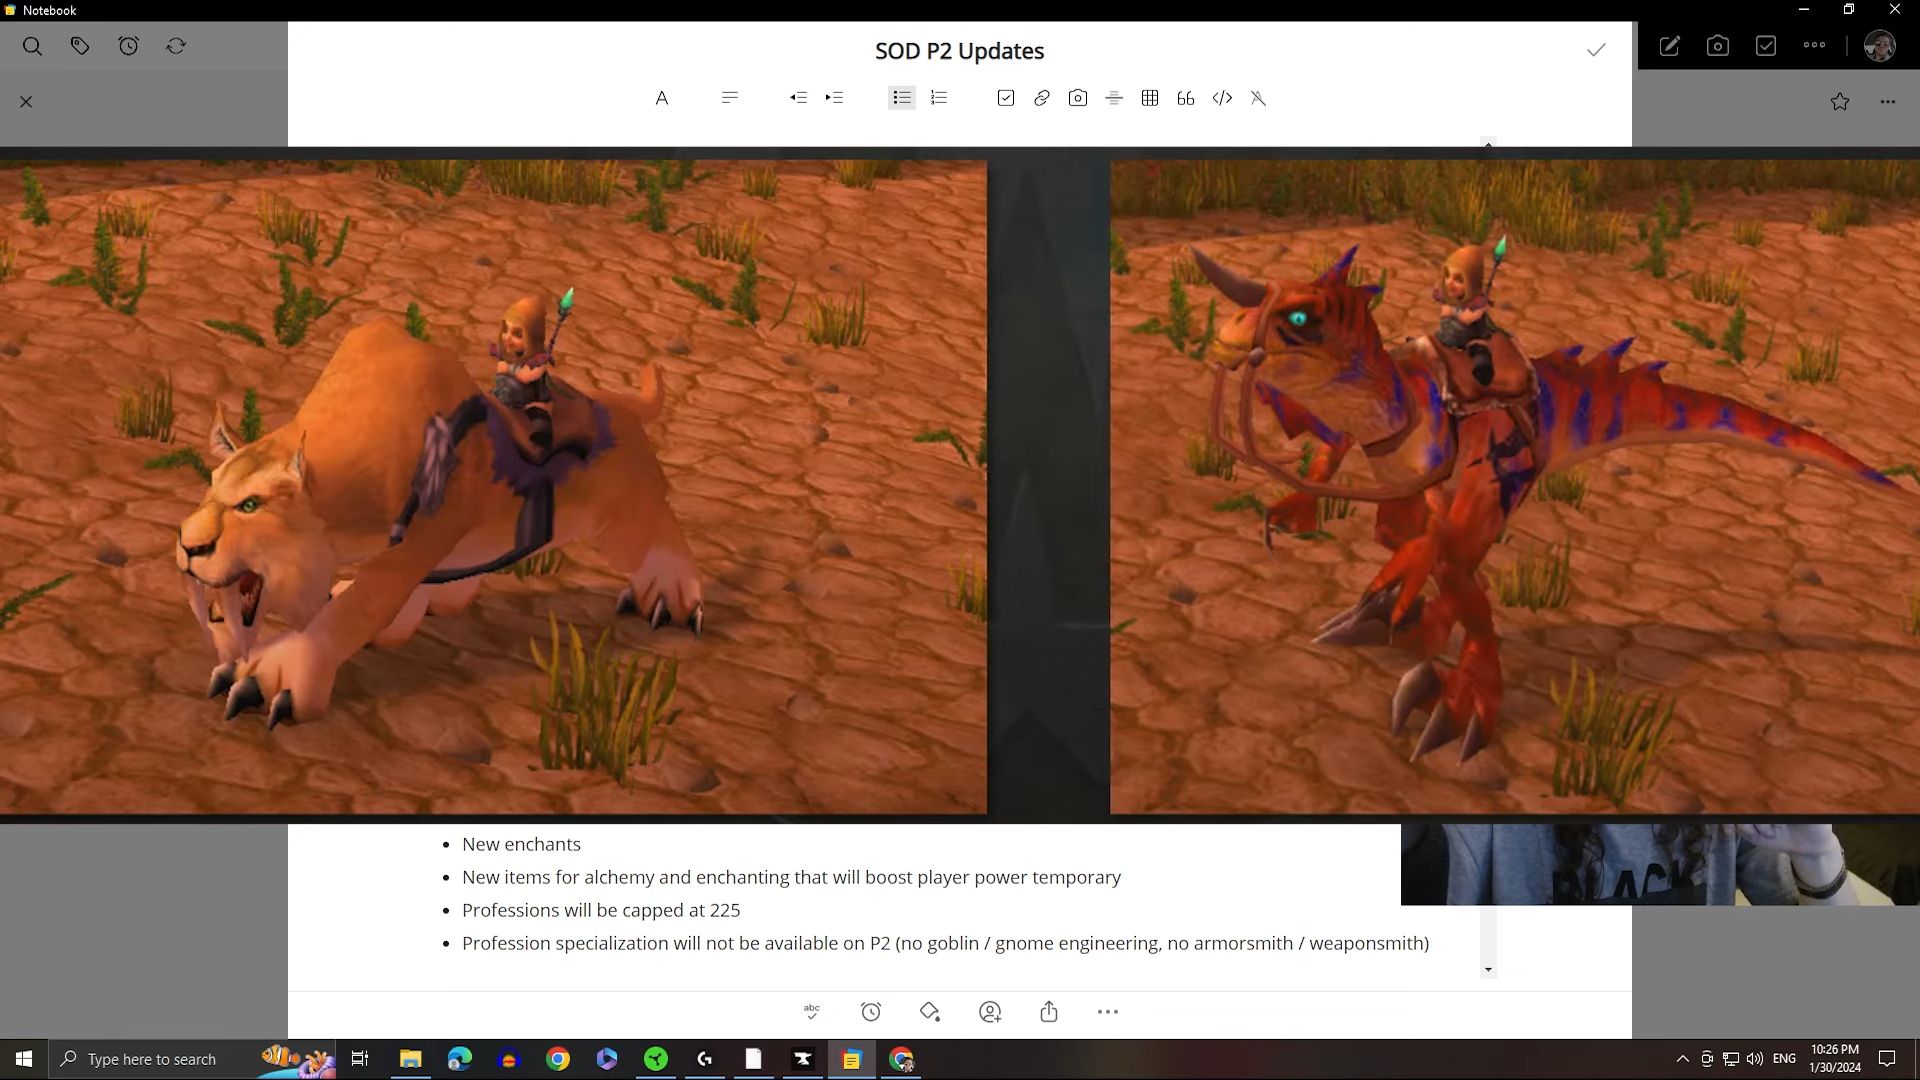 Notebook
SOD P2 Updates
New enchants
New items for alchemy and enchanting that will boost player power temporary
Professions will be capped at 225
Profession specialization will not be available on P2 (no goblin / gnome engineering, no armorsmith / weaponsmith)
abc
Type here to search
ENG
10:26 PM
1/30/2024